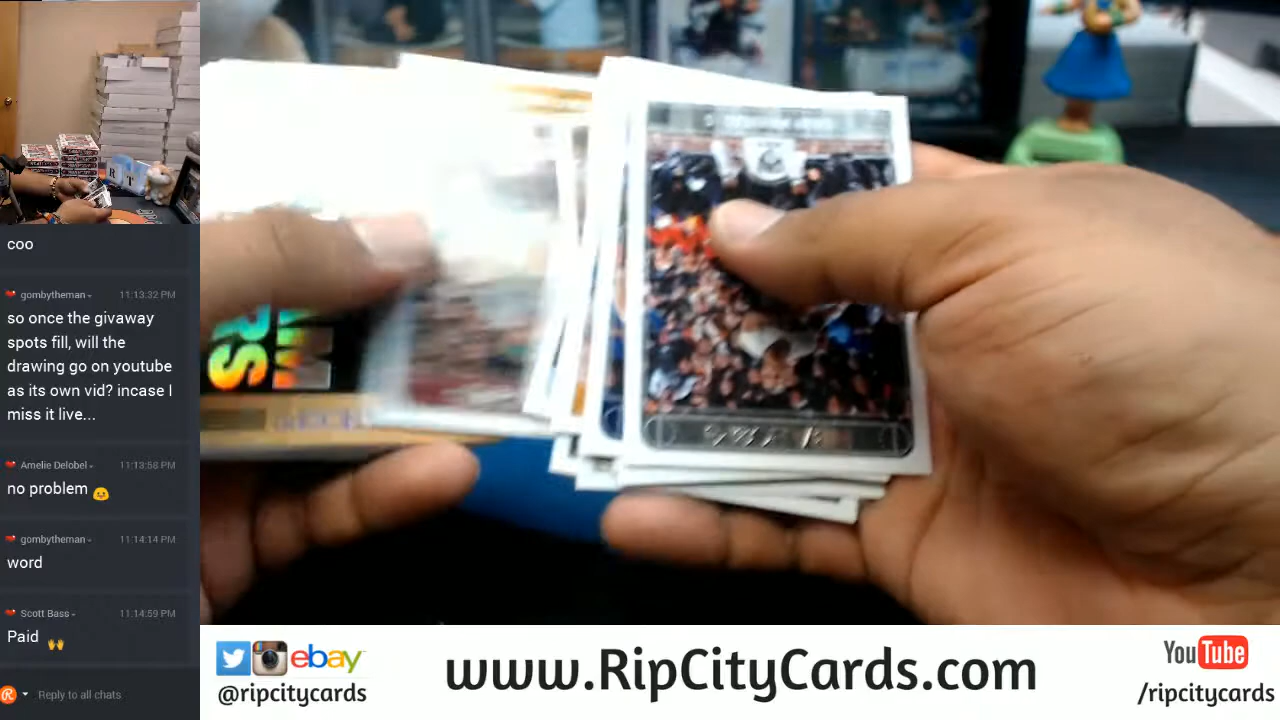 coo
gombytheman
11:13:32 PM
so once the givaway
spots fill, will the
drawing go on youtube
as its own vid? incase I
miss it live...
Amelie Delobel
11:13:58 PM
no problem
gombytheman
11:14:14 PM
word
Scott Bass
11:14:59 PM
Paid
Reply to all chats
ebay
@ripcitycards
www.RipCityCards.com
YouTube
/ripcitycards